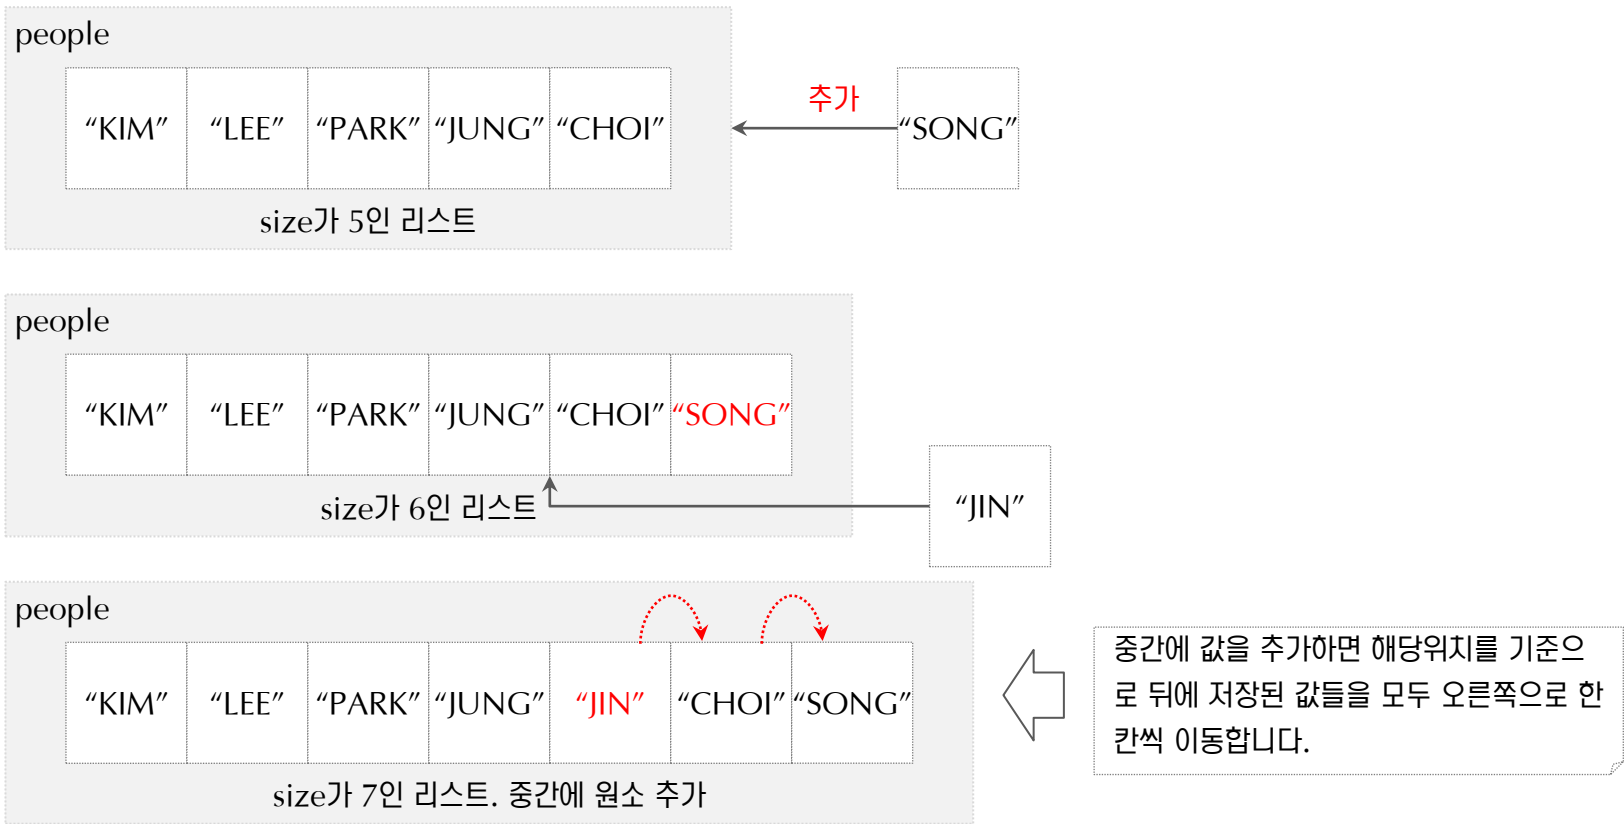 people
“KIM” “LEE” “PARK” “JUNG” “CHOI”
추가
“SONG”
size가 5인 리스트
people
“KIM” “LEE” “PARK” “JUNG” “CHOI” “SONG”
size가 6인 리스트
“JIN”
people
“KIM” “LEE” “PARK” “JUNG” “JIN” “CHOI” “SONG”
size가 7인 리스트. 중간에 원소 추가
중간에 값을 추가하면 해당위치를 기준으
로 뒤에 저장된 값들을 모두 오른쪽으로 한
칸씩 이동합니다.